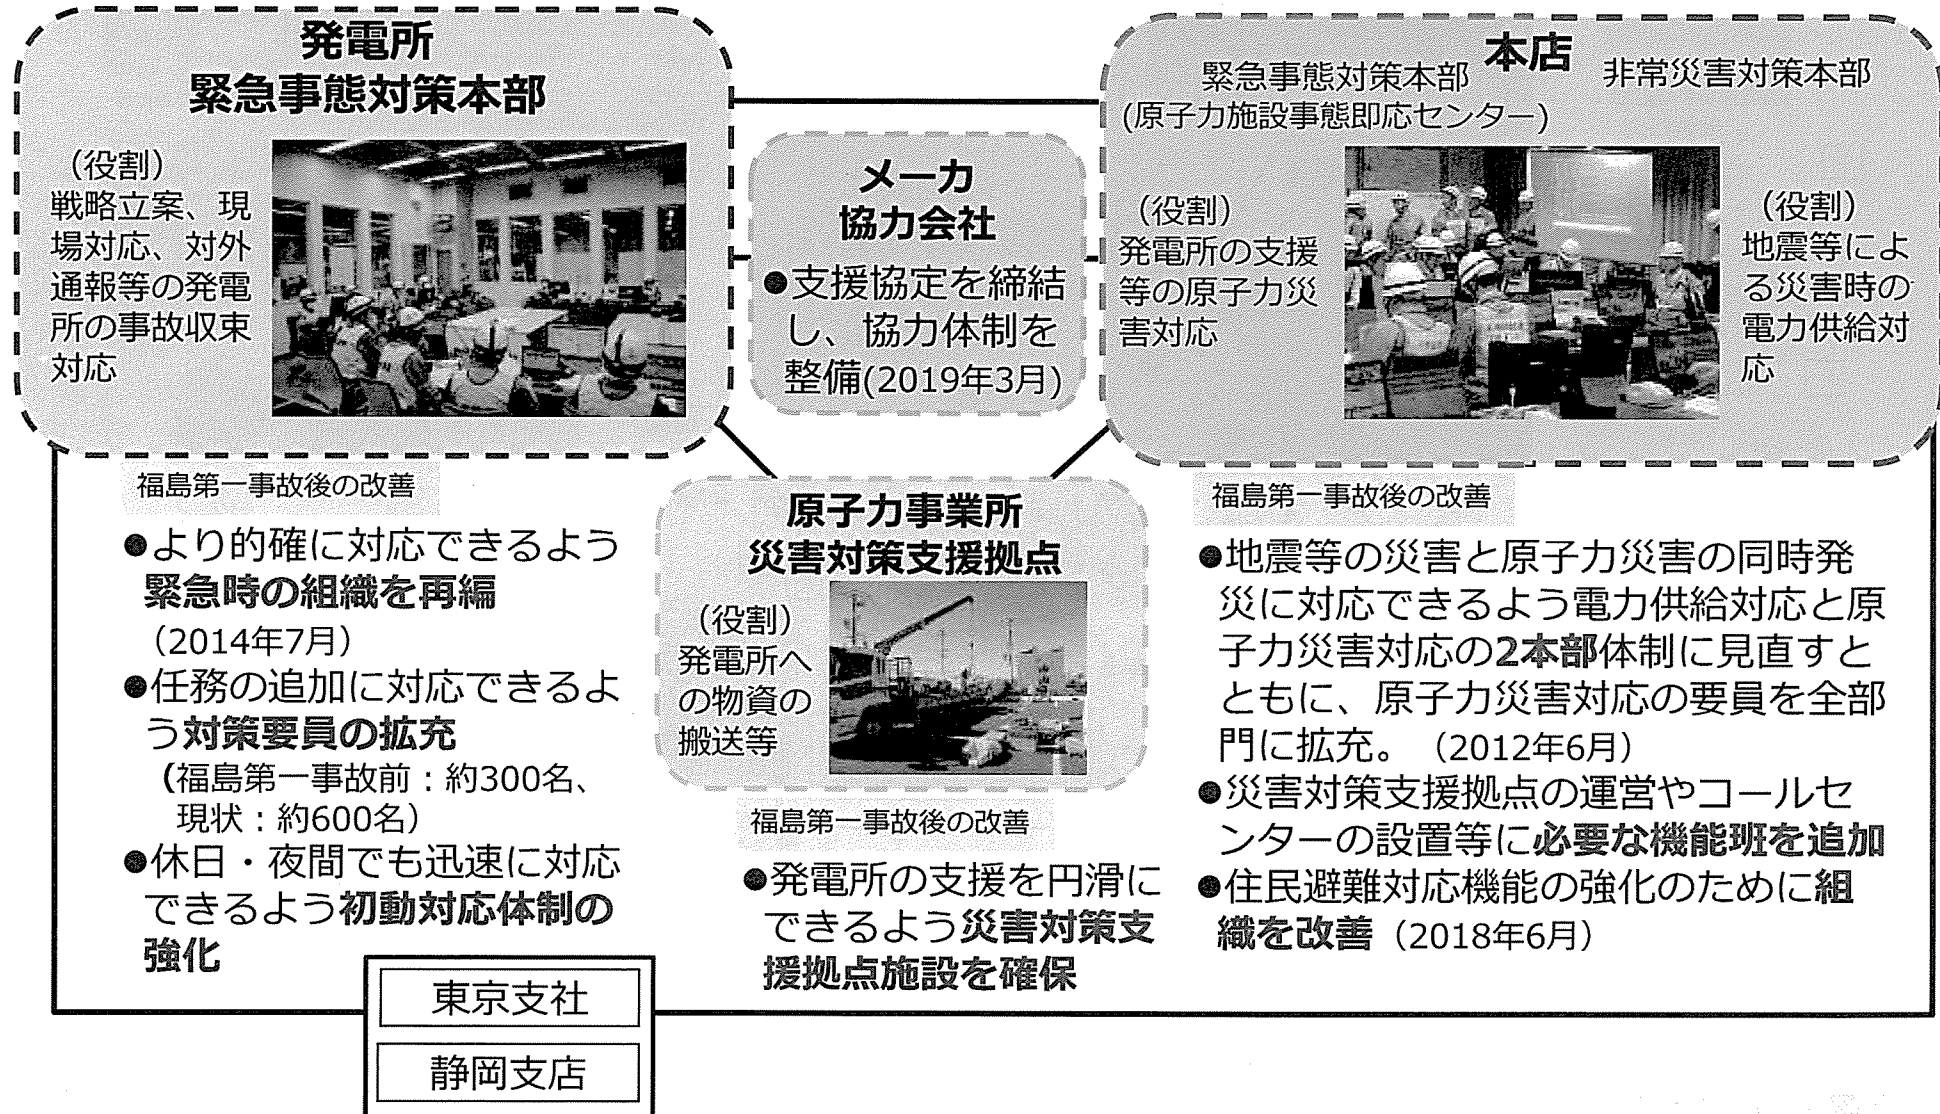 発電所
緊急事態対策本部
（役割）
戦略立案、現
場対応、対外
通報等の発電
所の事故収束
対応
メーカ
協力会社
●支援協定を締結
し、協力体制を
整備(2019年3月)
本店
緊急事態対策本部
(原子力施設事態即応センター)
非常災害対策本部
（役割）
発電所の支援
等の原子力災
害対応
（役割）
地震等によ
る災害時の
電力供給対
応
福島第一事故後の改善
●より的確に対応できるよう
緊急時の組織を再編
（2014年7月）
●任務の追加に対応できるよ
う対策要員の拡充
（福島第一事故前：約300名、
現状：約600名）
●休日・夜間でも迅速に対応
できるよう初動対応体制の
強化
原子力事業所
災害対策支援拠点
（役割）
発電所へ
の物資の
搬送等
福島第一事故後の改善
●発電所の支援を円滑に
できるよう災害対策支
援拠点施設を確保
福島第一事故後の改善
●地震等の災害と原子力災害の同時発
災に対応できるよう電力供給対応と原
子力災害対応の2本部体制に見直すと
ともに、原子力災害対応の要員を全部
門に拡充。（2012年6月）
●災害対策支援拠点の運営やコールセ
ンターの設置等に必要な機能班を追加
●住民避難対応機能の強化のために組
織を改善（2018年6月）
東京支社
静岡支店